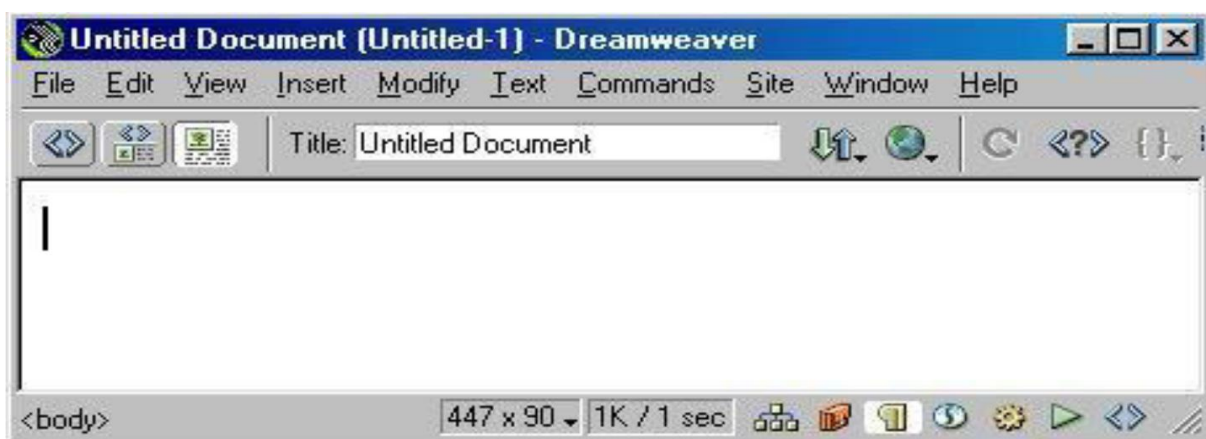 Untitled Document (Untitled-1) - Dreamweaver
File Edit View Insert Modify Text Commands Site Window Help
Title: Untitled Document
<body> 447 x 90 1K / 1 sec